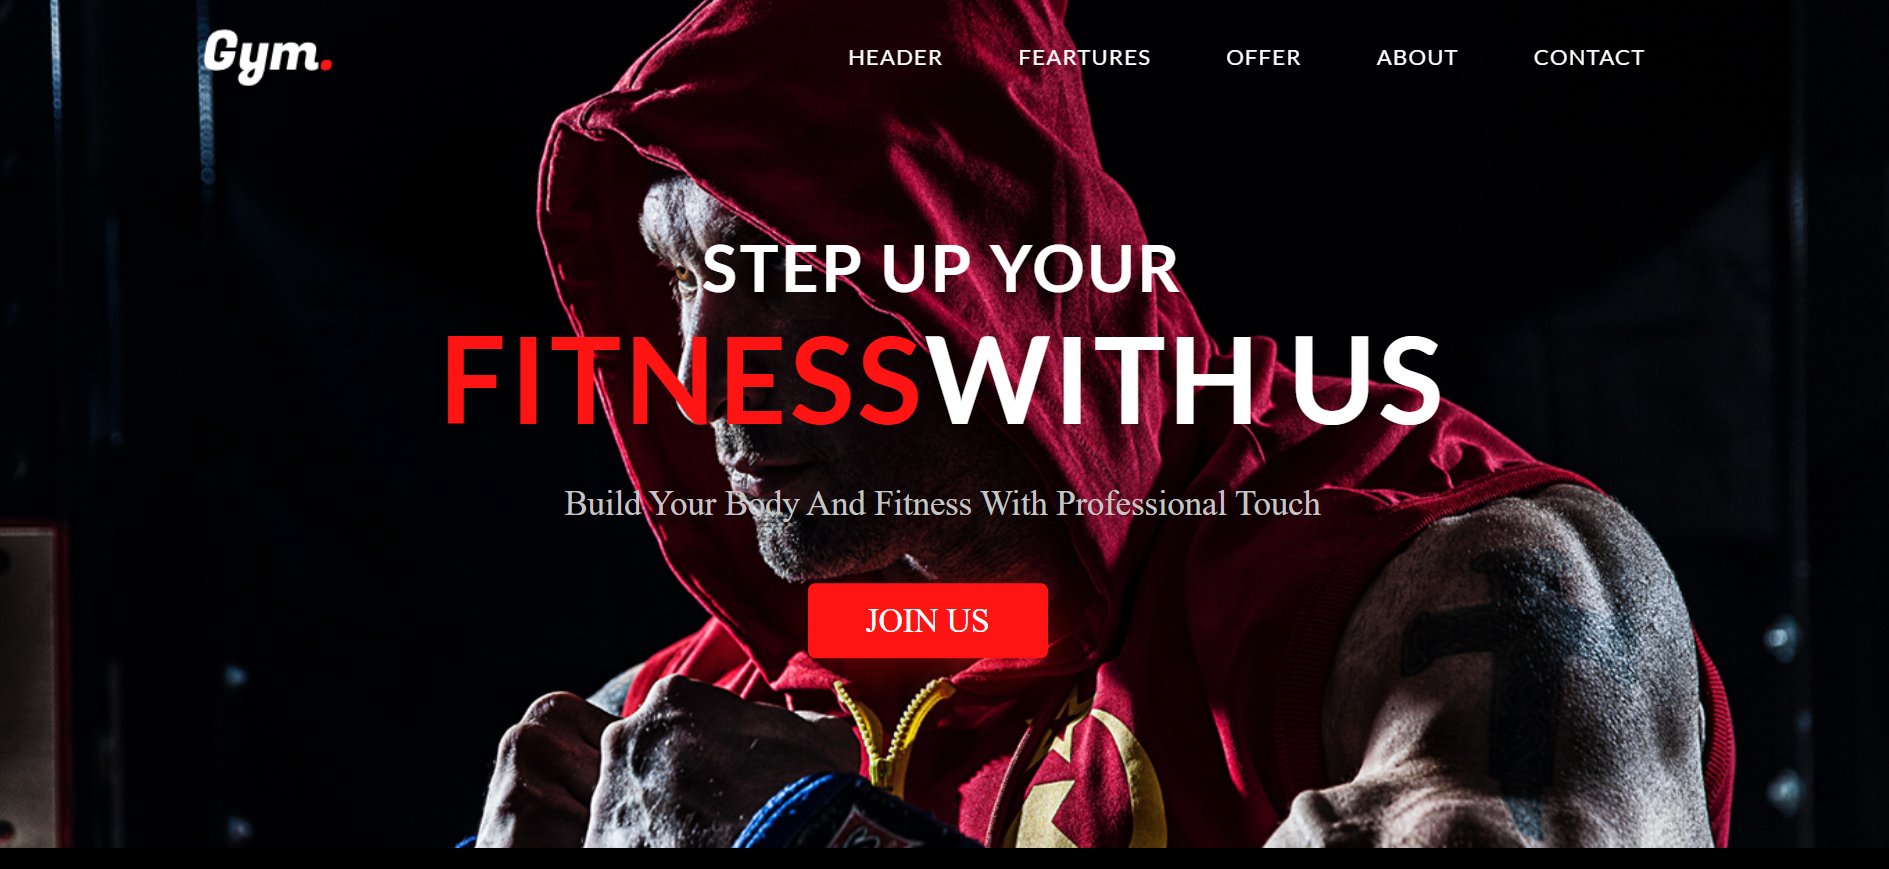 Gym.
HEADER FEARTURES OFFER ABOUT CONTACT
STEP UP YOUR
FITNESSWITH US
Build Your Body And Fitness With Professional Touch
JOIN US